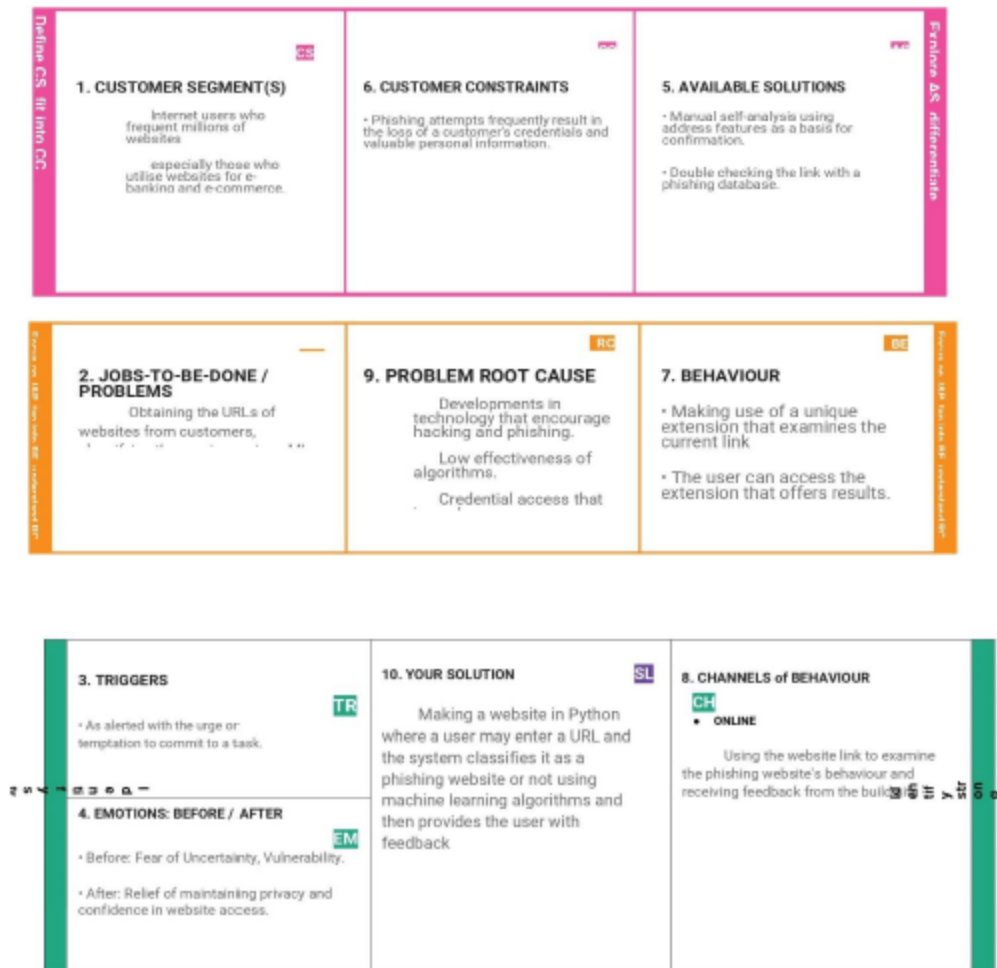 Define CS, fit into CC
CS
1. CUSTOMER SEGMENT(S)
Internet users who
frequent millions of
websites
especially those who
utilise websites for e-
banking and e-commerce.
6. CUSTOMER CONSTRAINTS
• Phishing attempts frequently result in
the loss of a customer's credentials and
valuable personal information.
5. AVAILABLE SOLUTIONS
• Manual self-analysis using
address features as a basis for
confirmation.
• Double checking the link with a
phishing database.
Explore AS, differentiate
2. JOBS-TO-BE-DONE /
PROBLEMS
Obtaining the URLs of
websites from customers,
RC
9. PROBLEM ROOT CAUSE
Developments in
technology that encourage
hacking and phishing.
Low effectiveness of
algorithms.
Credential access that
BE
7. BEHAVIOUR
• Making use of a unique
extension that examines the
current link
• The user can access the
extension that offers results.
3. TRIGGERS
TR
• As alerted with the urge or
temptation to commit to a task.
4. EMOTIONS: BEFORE / AFTER
EM
• Before: Fear of Uncertainty, Vulnerability.
• After: Relief of maintaining privacy and
confidence in website access.
10. YOUR SOLUTION
SL
Making a website in Python
where a user may enter a URL and
the system classifies it as a
phishing website or not using
machine learning algorithms and
then provides the user with
feedback
8. CHANNELS of BEHAVIOUR
CH
• ONLINE
Using the website link to examine
the phishing website's behaviour and
receiving feedback from the